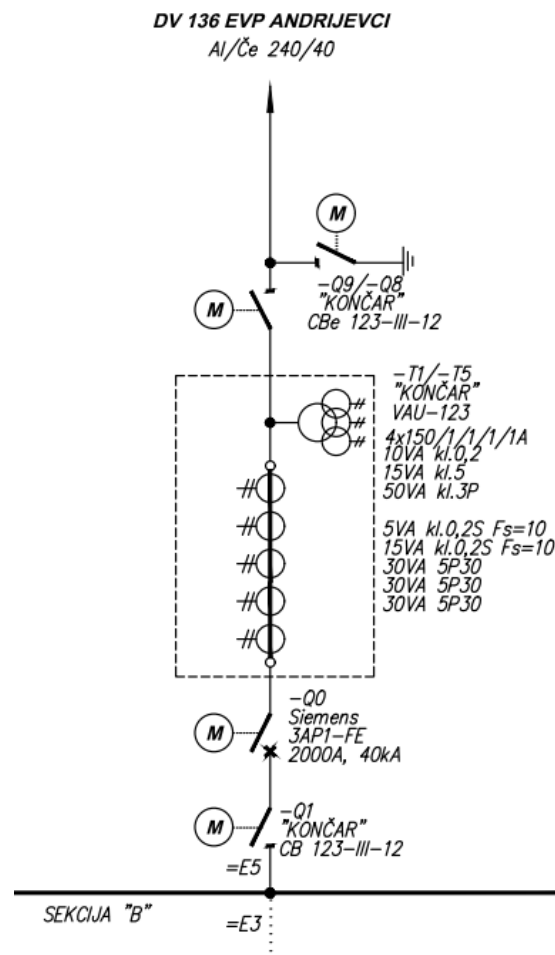 DV 136 EVP ANDRIJEVCI
Al/Če 240/40
M
M
-Q9/-Q8
"KONČAR"
CBe 123-III-12
-T1/-T5
"KONČAR"
VAU-123
4x150/1/1/1/1A
10VA kl.0,2
15VA kl.5
50VA kl.3P
5VA kl.0,2S Fs=10
15VA kl.0,2S Fs=10
30VA 5P30
30VA 5P30
30VA 5P30
-Q0
Siemens
M
3AP1-FE
2000A, 40kA
-Q1
M
"KONČAR"
CB 123-III-12
=E5
SEKCIJA "B"
=E3